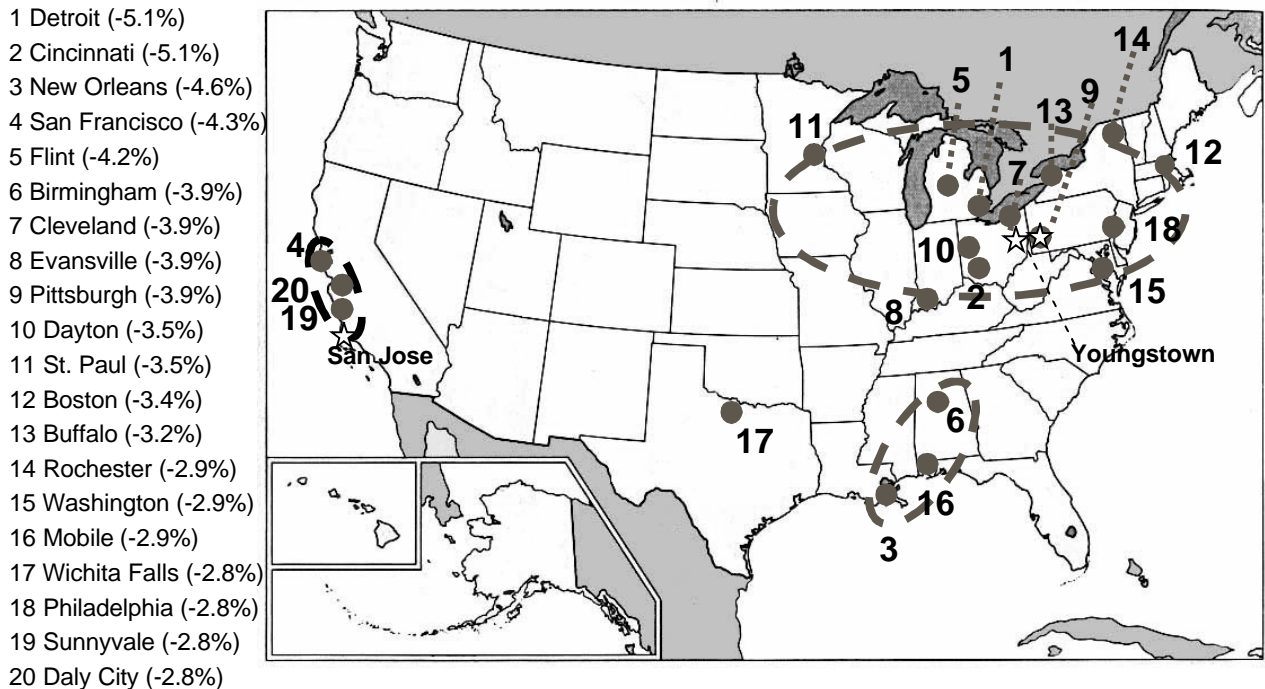 1 Detroit (-5.1%)
2 Cincinnati (-5.1%)
3 New Orleans (-4.6%)
4 San Francisco (-4.3%)
5 Flint (-4.2%)
6 Birmingham (-3.9%)
7 Cleveland (-3.9%)
8 Evansville (-3.9%)
9 Pittsburgh (-3.9%)
10 Dayton (-3.5%)
11 St. Paul (-3.5%)
12 Boston (-3.4%)
13 Buffalo (-3.2%)
14 Rochester (-2.9%)
15 Washington (-2.9%)
16 Mobile (-2.9%)
17 Wichita Falls (-2.8%)
18 Philadelphia (-2.8%)
19 Sunnyvale (-2.8%)
20 Daly City (-2.8%)
14
1
5
9
13
11
12
7
18
4
10
20
15
2
8
19
San Jose
Youngstown
6
17
16
3